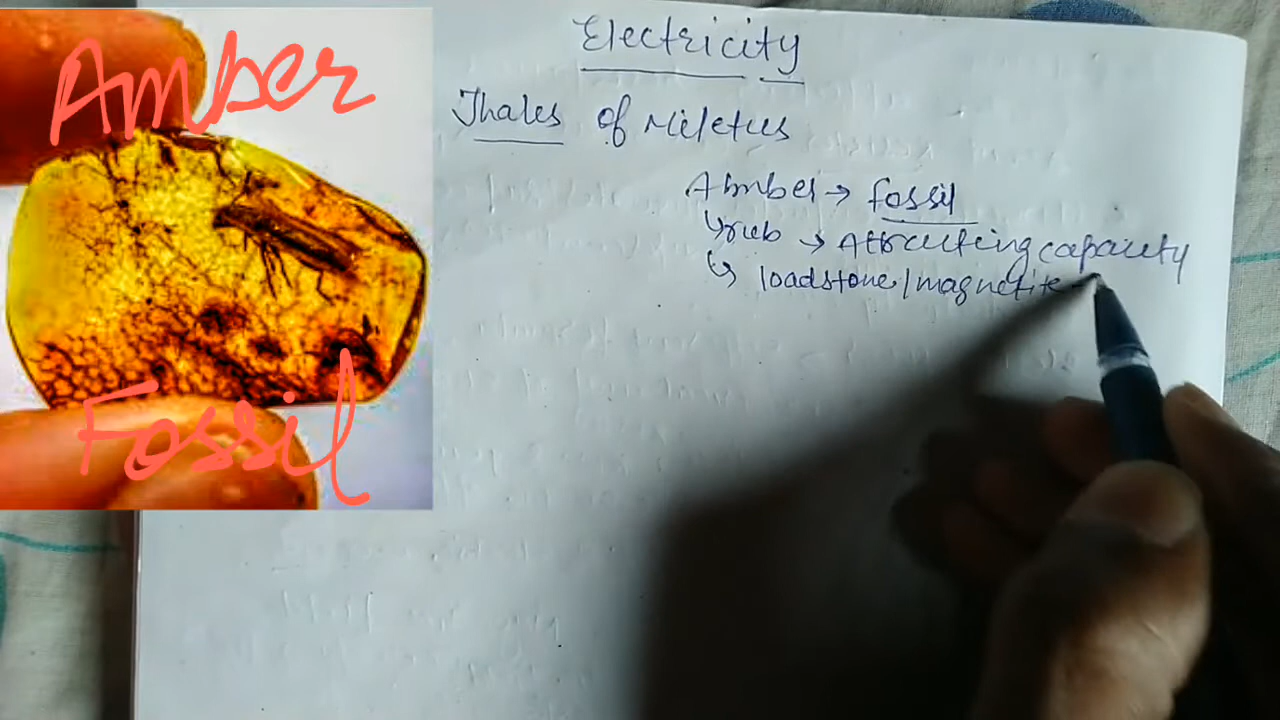 Amber
Fossil
Electricity
Thales of Miletus
Amber → fossil
↳ rub → Attracting capacity
↳ loadstone/magnetite